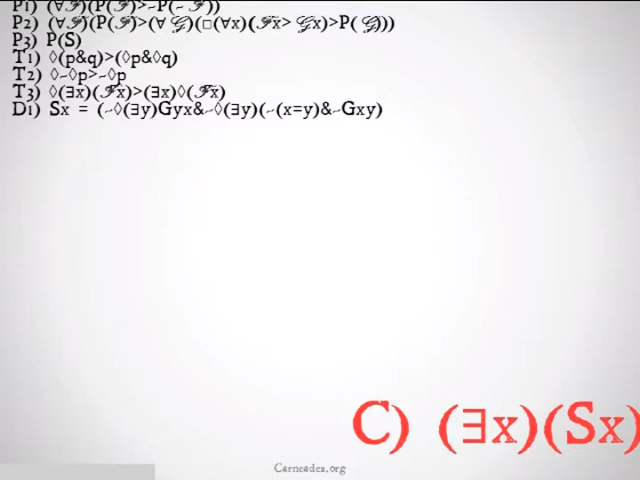 P1) (∀ℱ)(P(ℱ)>~P(~ℱ))
P2) (∀ℱ)(P(ℱ)>(∀𝒢)(□(∀x)(ℱx>𝒢x)>P(𝒢)))
P3) P(S)
T1) ◊(p&q)>(◊p&◊q)
T2) ◊~◊p>~◊p
T3) ◊(∃x)(ℱx)>(∃x)◊(ℱx)
D1) Sx = (~◊(∃y)Gyx&~◊(∃y)(~(x=y)&~Gxy)
C) (∃x)(Sx)
Carneades.org